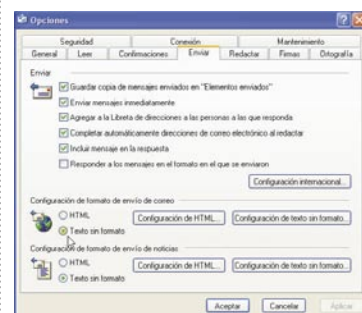 Opciones
Seguridad Conexión Mantenimiento
General Leer Confirmaciones Enviar Redactar Firmas Ortografía
Enviar
Guardar copia de mensajes enviados en "Elementos enviados"
Enviar mensajes inmediatamente
Agregar a la Libreta de direcciones a las personas a las que responda
Completar automáticamente direcciones de correo electrónico al redactar
Incluir mensaje en la respuesta
Responder a los mensajes en el formato en el que se enviaron
Configuración internacional...
Configuración de formato de envío de correo
HTML Configuración de HTML... Configuración de texto sin formato...
Texto sin formato
Configuración de formato de envío de noticias
HTML Configuración de HTML... Configuración de texto sin formato...
Texto sin formato
Aceptar Cancelar Aplicar